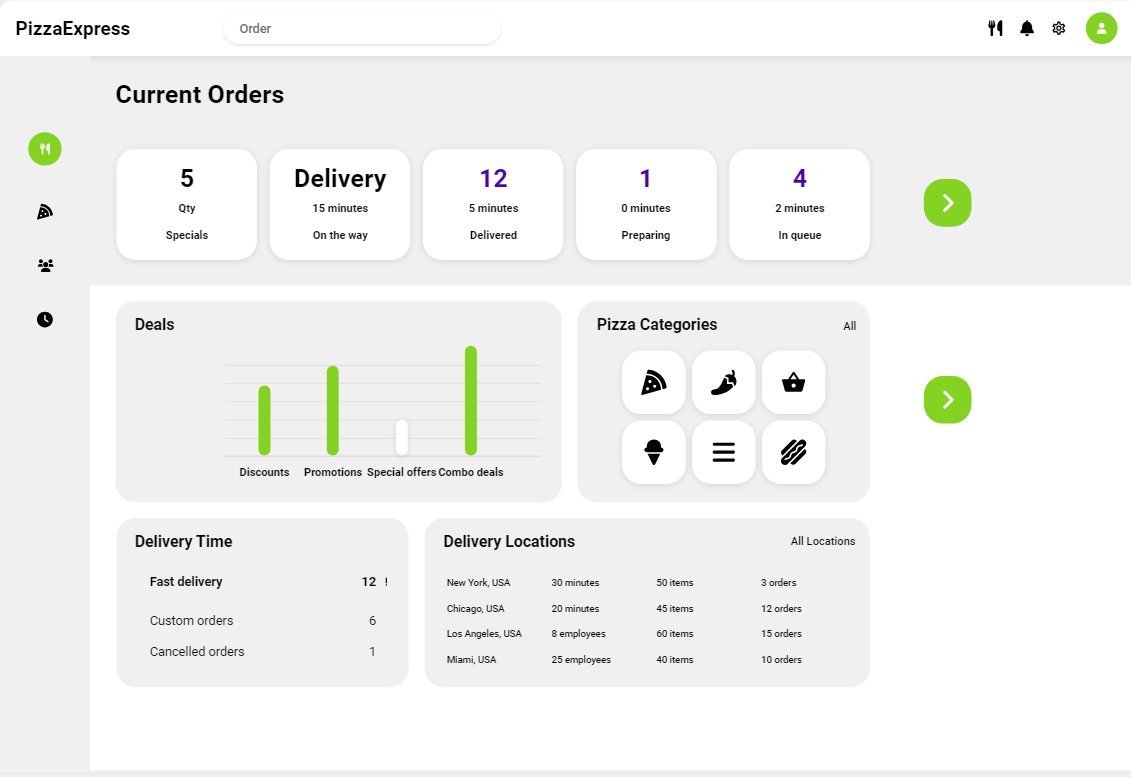 PizzaExpress
Order
Current Orders
5
Qty
Specials
Delivery
15 minutes
On the way
12
5 minutes
Delivered
1
0 minutes
Preparing
4
2 minutes
In queue
Deals
Discounts Promotions Special offers Combo deals
Pizza Categories All
Delivery Time
Fast delivery 12 !
Custom orders 6
Cancelled orders 1
Delivery Locations All Locations
New York, USA 30 minutes 50 items 3 orders
Chicago, USA 20 minutes 45 items 12 orders
Los Angeles, USA 8 employees 60 items 15 orders
Miami, USA 25 employees 40 items 10 orders